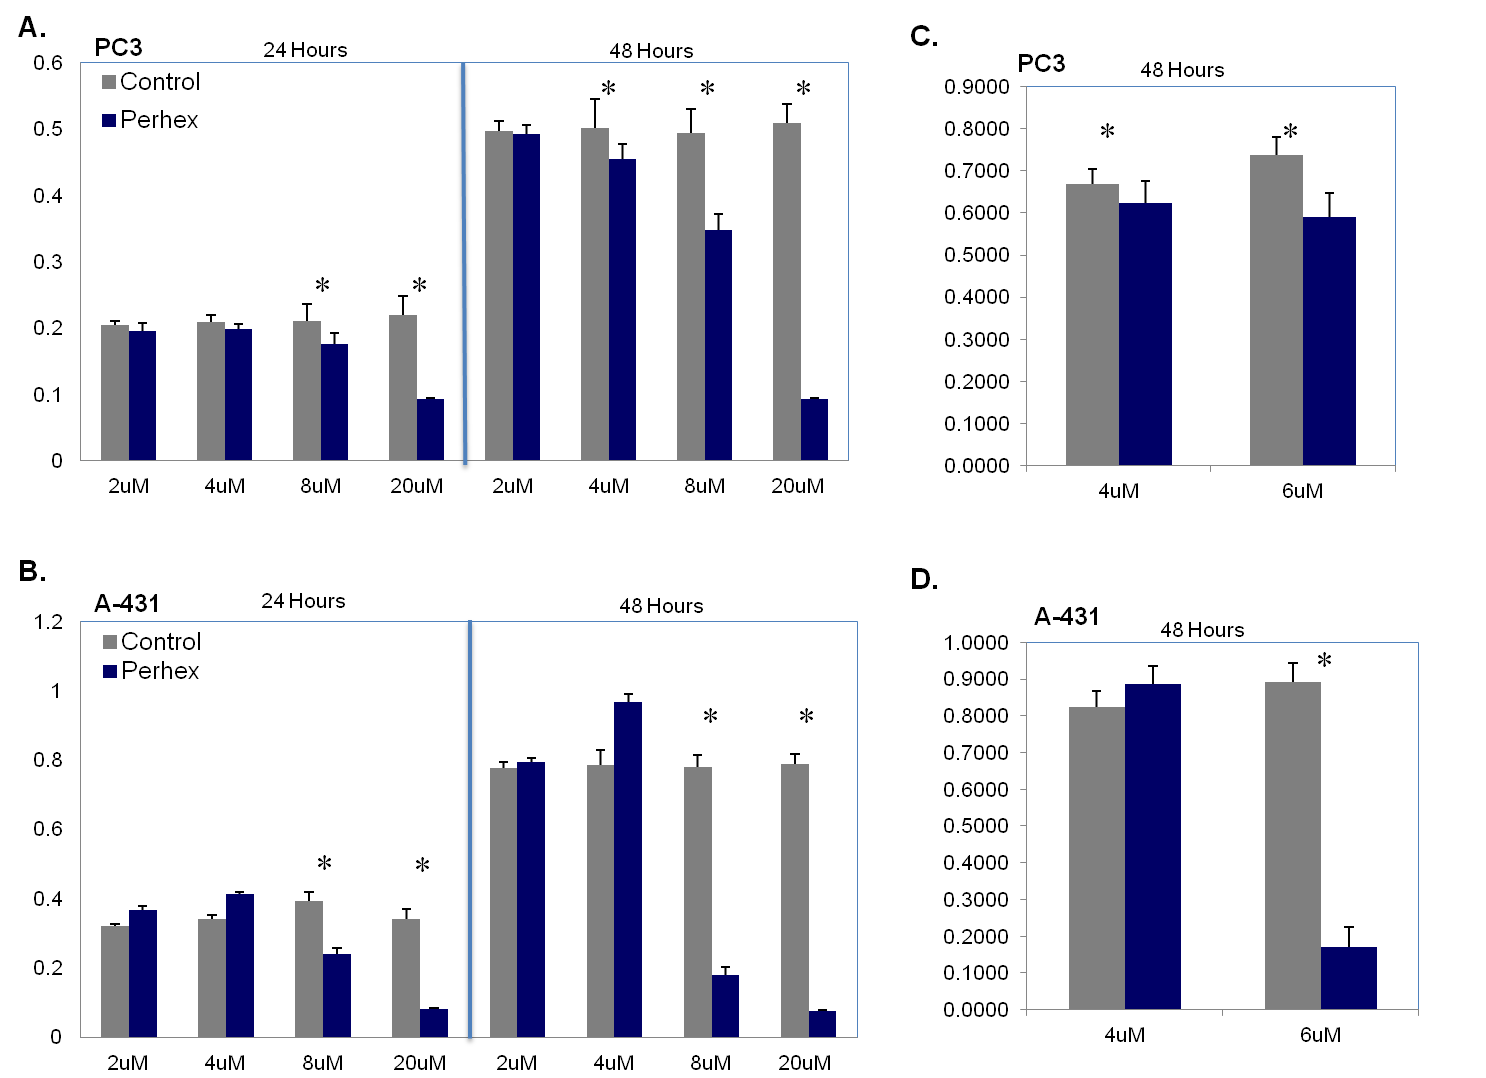 A.
PC3
24 Hours
48 Hours
0.6
0.5
0.4
0.3
0.2
0.1
0
Control
Perhex
* * * * *
2uM 4uM 8uM 20uM 2uM 4uM 8uM 20uM
C.
PC3
48 Hours
0.9000
0.8000
0.7000
0.6000
0.5000
0.4000
0.3000
0.2000
0.1000
0.0000
* *
4uM 6uM
B.
A-431
24 Hours
48 Hours
1.2
1
0.8
0.6
0.4
0.2
0
Control
Perhex
* * * *
2uM 4uM 8uM 20uM 2uM 4uM 8uM 20uM
D.
A-431
48 Hours
1.0000
0.9000
0.8000
0.7000
0.6000
0.5000
0.4000
0.3000
0.2000
0.1000
0.0000
*
4uM 6uM